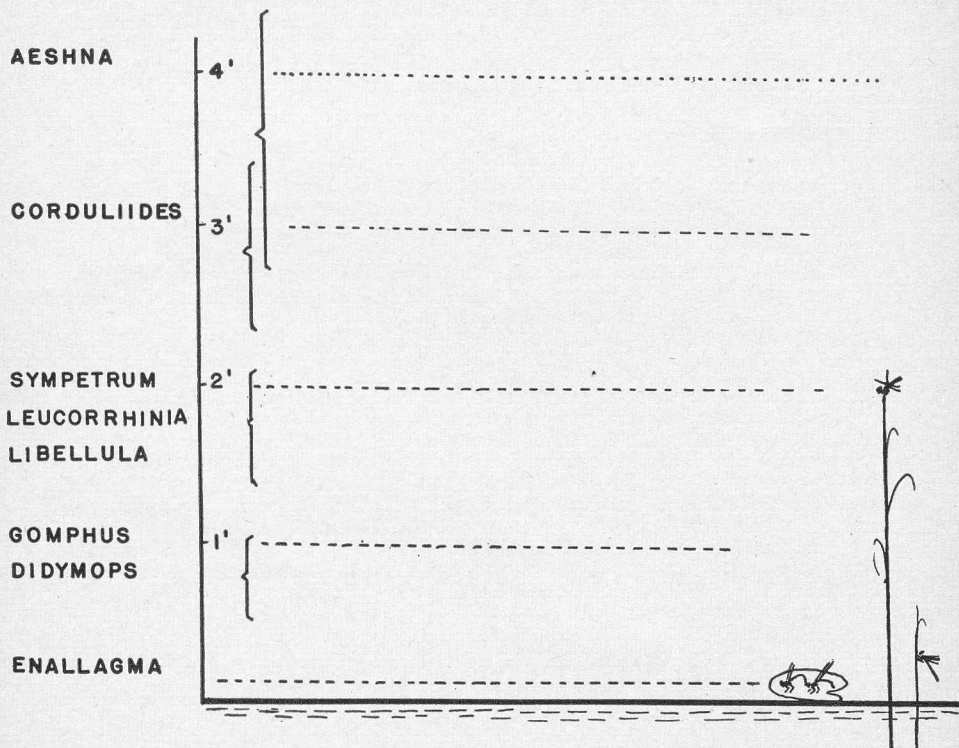 AESHNA
4'
CORDULIIDES
3'
SYMPETRUM
2'
LEUCORRHINIA
LIBELLULA
GOMPHUS
1'
DIDYMOPS
ENALLAGMA